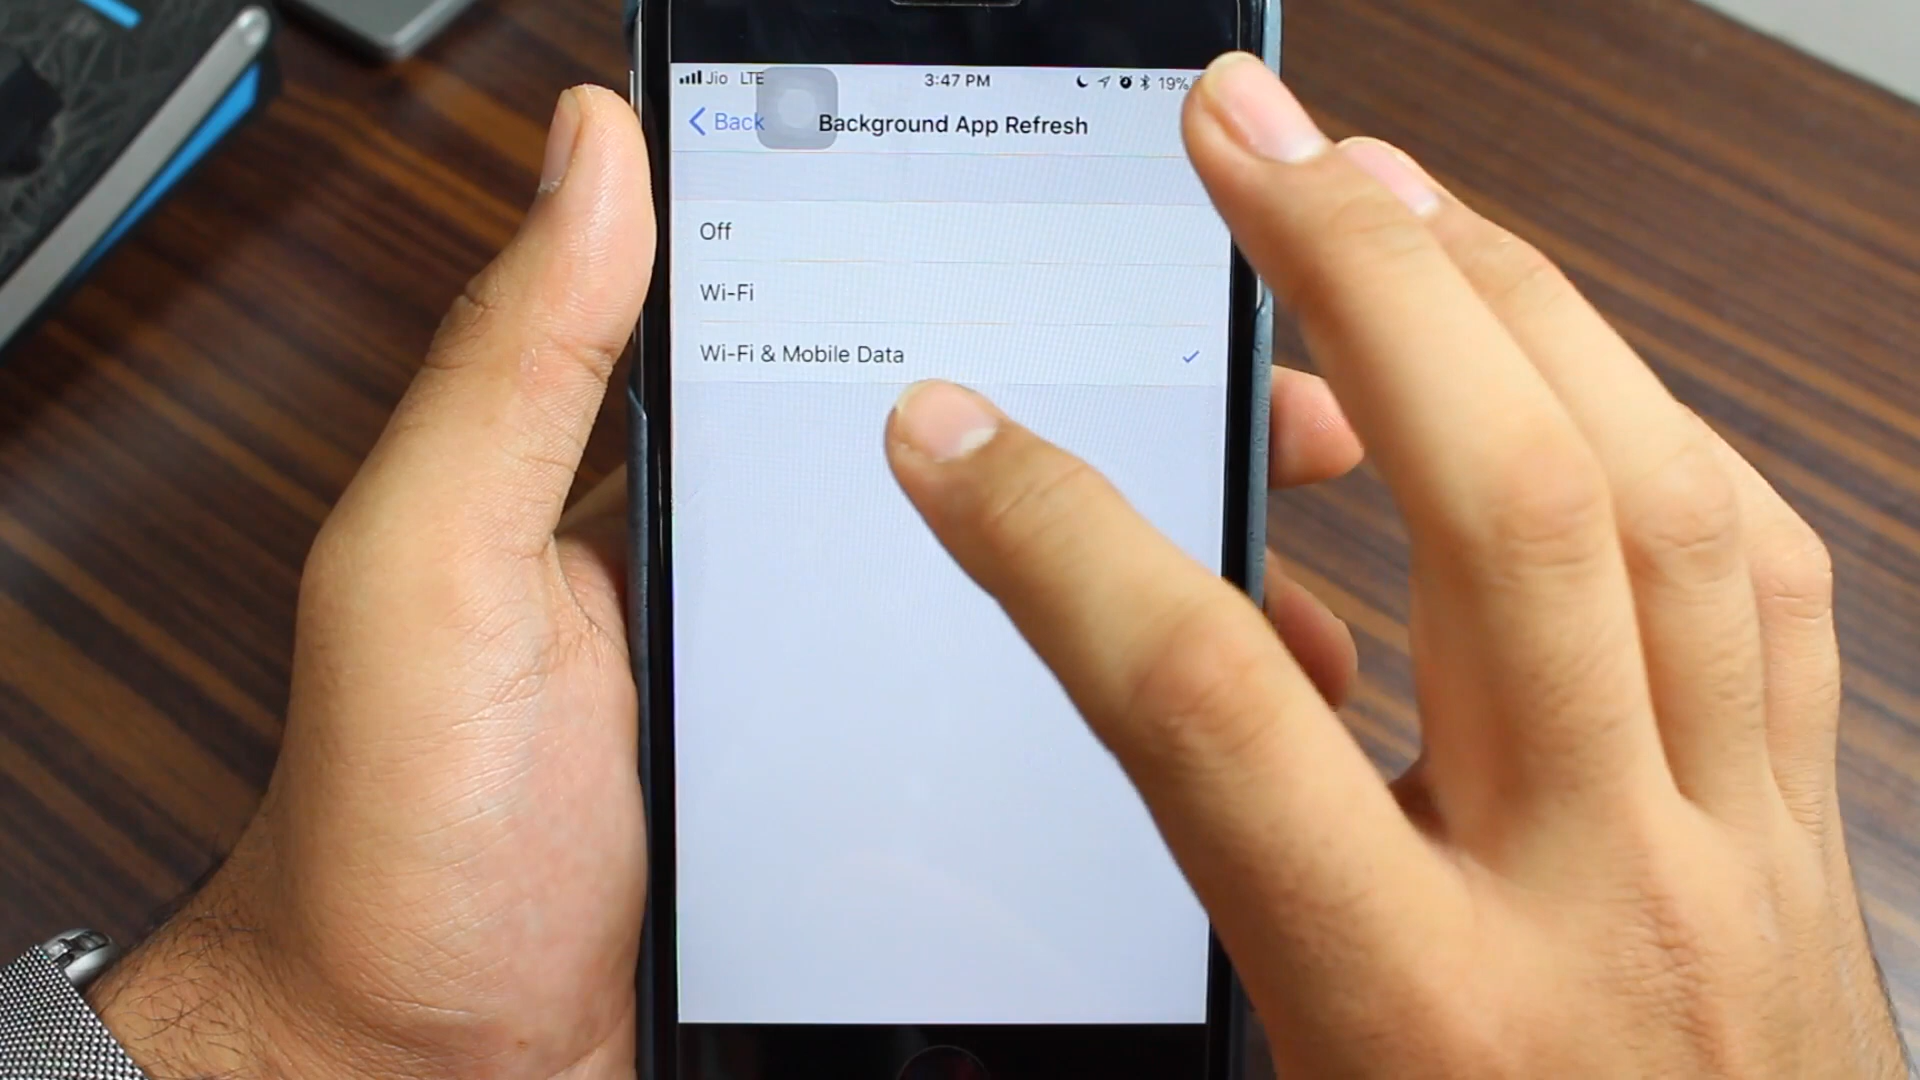 Jio LTE 3:47 PM 19%
Back Background App Refresh
Off
Wi-Fi
Wi-Fi & Mobile Data